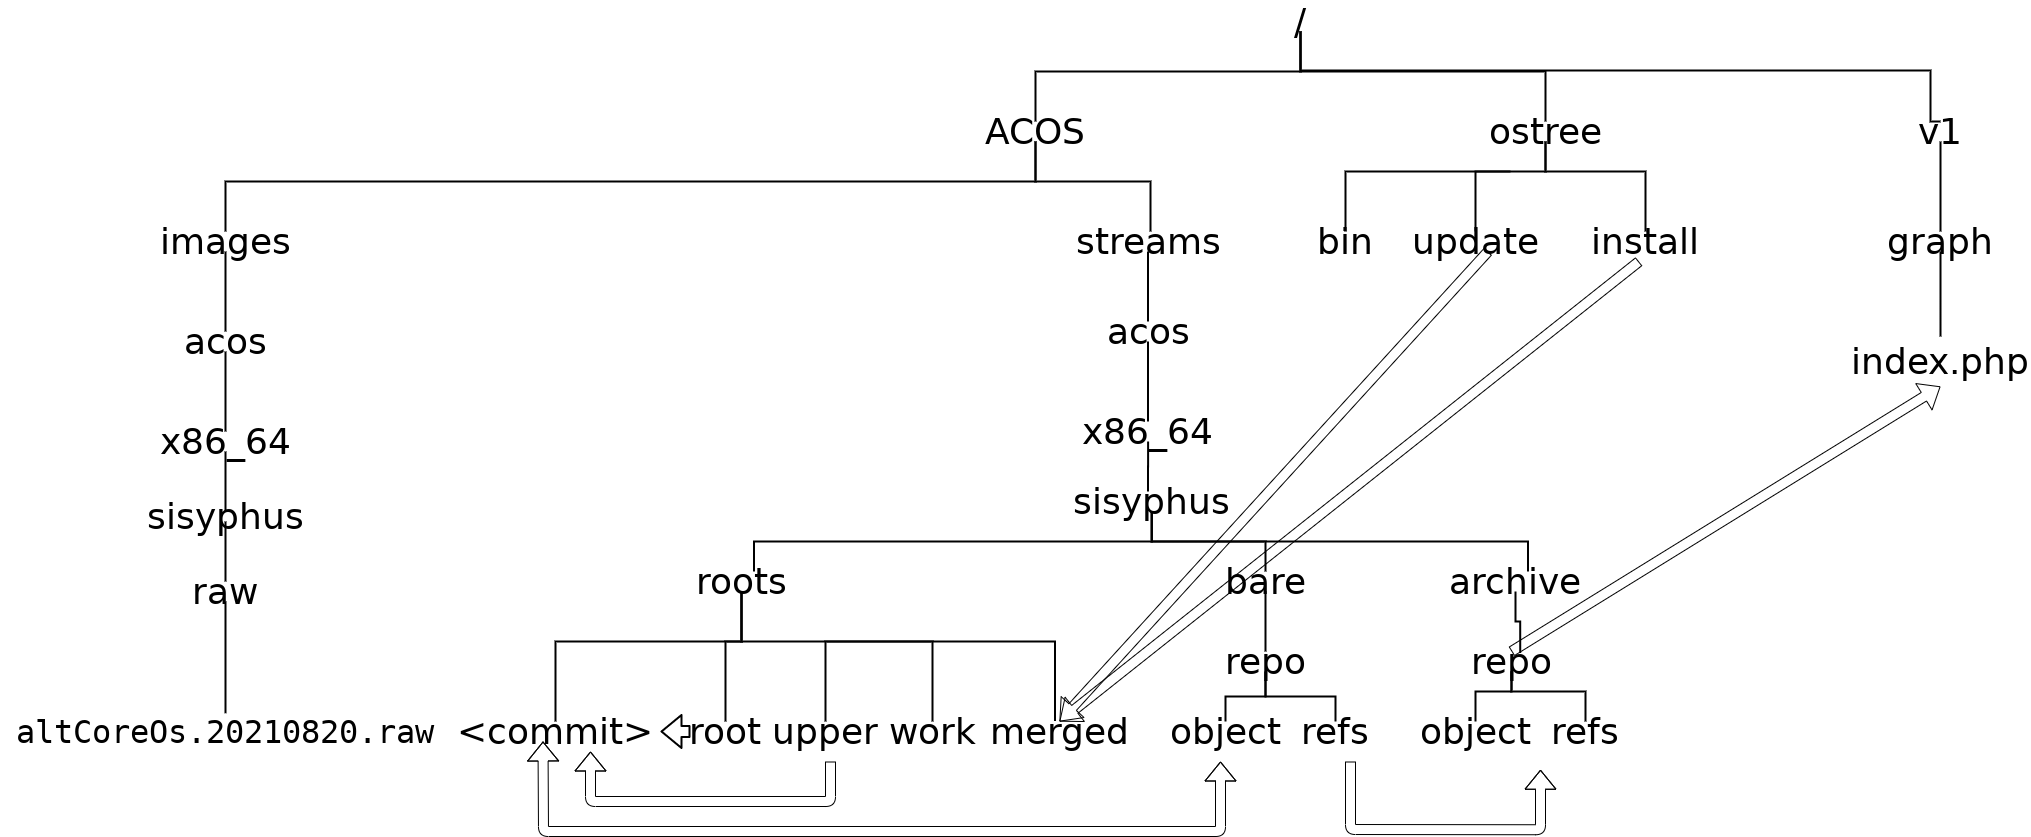 /
ACOS ostree v1
images streams bin update install graph
acos acos index.php
x86_64 x86_64
sisyphus sisyphus
raw roots bare archive
repo repo
altCoreOs.20210820.raw <commit> root upper work merged object refs object refs